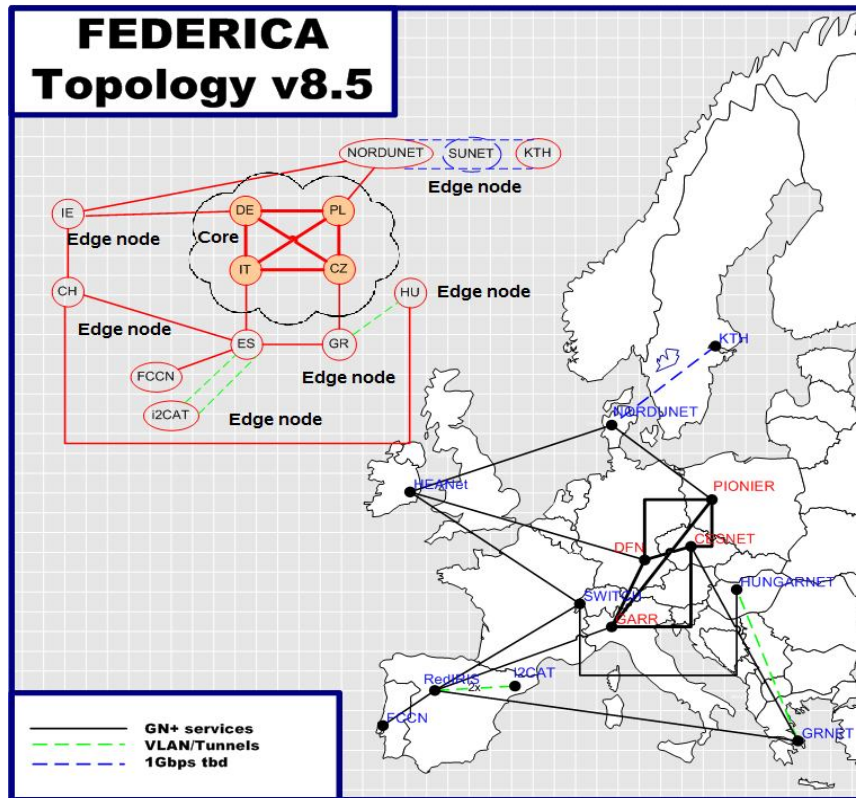 FEDERICA
Topology v8.5
NORDUNET
SUNET
KTH
Edge node
IE
DE
PL
Edge node
Core
IT
CZ
CH
HU
Edge node
Edge node
ES
GR
FCCN
Edge node
i2CAT
Edge node
KTH
NORDUNET
HEANet
PIONIER
DFN
CESNET
HUNGARNET
SWITCH
GARR
RedIRIS
2x
i2CAT
FCCN
GRNET
GN+ services
VLAN/Tunnels
1Gbps tbd